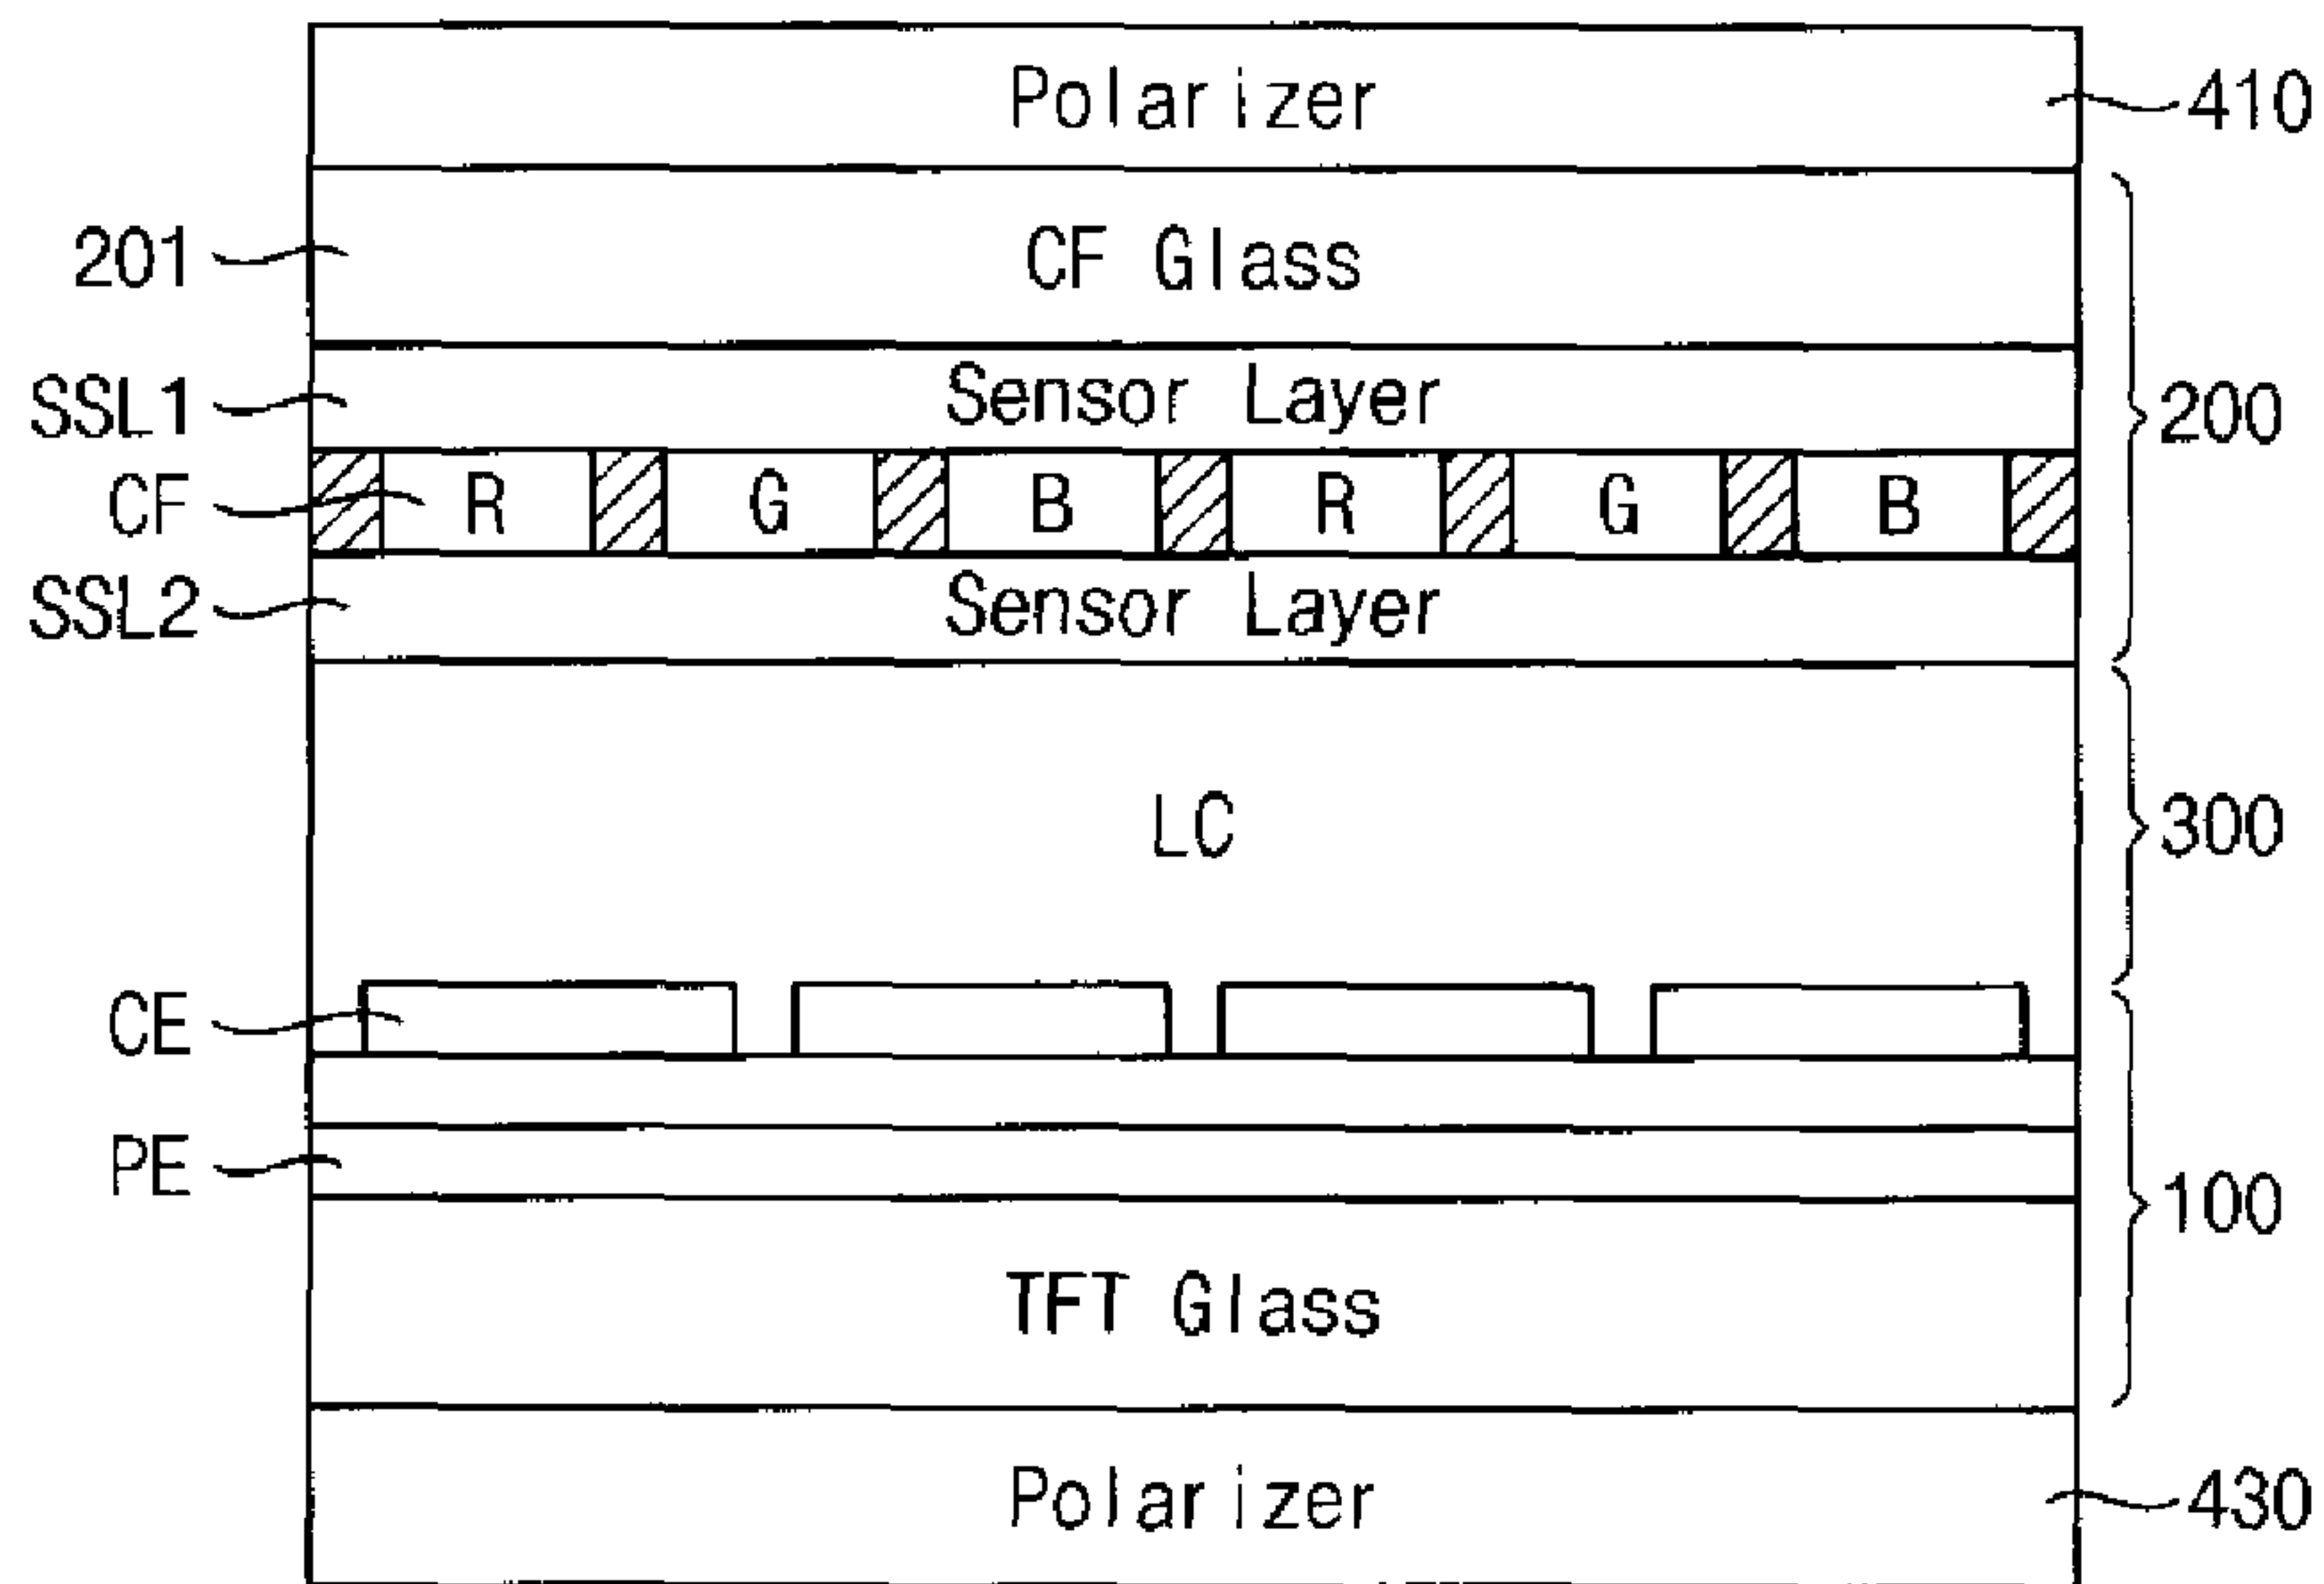 Polarizer
410
201
CF Glass
SSL1
Sensor Layer
200
CF
R G B R G B
SSL2
Sensor Layer
LC
300
CE
PE
100
TFT Glass
Polarizer
430